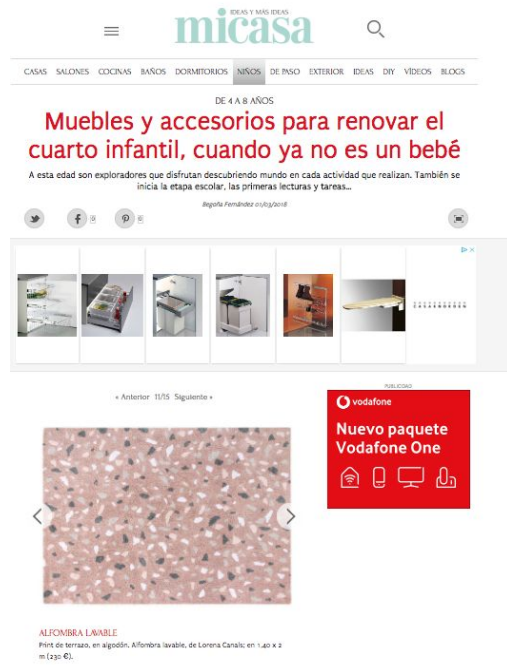 IDEAS Y MÁS IDEAS
micasa
CASAS SALONES COCINAS BAÑOS DORMITORIOS NIÑOS DE PASO EXTERIOR IDEAS DIY VÍDEOS BLOGS
DE 4 A 8 AÑOS
Muebles y accesorios para renovar el
cuarto infantil, cuando ya no es un bebé
A esta edad son exploradores que disfrutan descubriendo mundo en cada actividad que realizan. También se
inicia la etapa escolar, las primeras lecturas y tareas...
Begoña Fernández 01/03/2018
0 0
PUBLICIDAD
« Anterior 11/15 Siguiente »
vodafone
Nuevo paquete
Vodafone One
ALFOMBRA LAVABLE
Print de terrazo, en algodón. Alfombra lavable, de Lorena Canals; en 1,40 x 2
m (230 €).